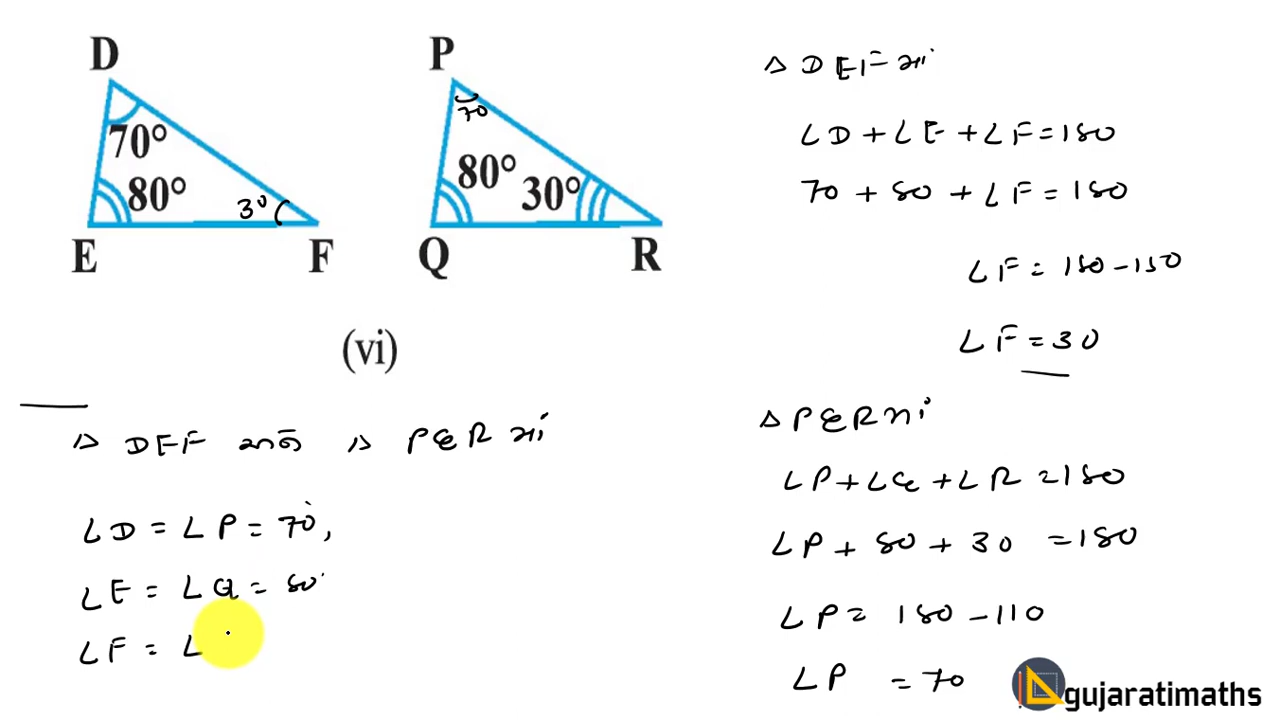 D
70°
80°
30
E
F
P
70
80°
30°
Q
R
(vi)
Δ DEF અને Δ PQR માં
∠D = ∠P = 70°,
∠E = ∠Q = 80°
∠F = ∠
Δ DEF માં
∠D + ∠E + ∠F = 180
70 + 80 + ∠F = 180
∠F = 180 - 150
∠F = 30
Δ PQR માં
∠P + ∠Q + ∠R = 180
∠P + 80 + 30 = 180
∠P = 180 - 110
∠P = 70
gujaratimaths